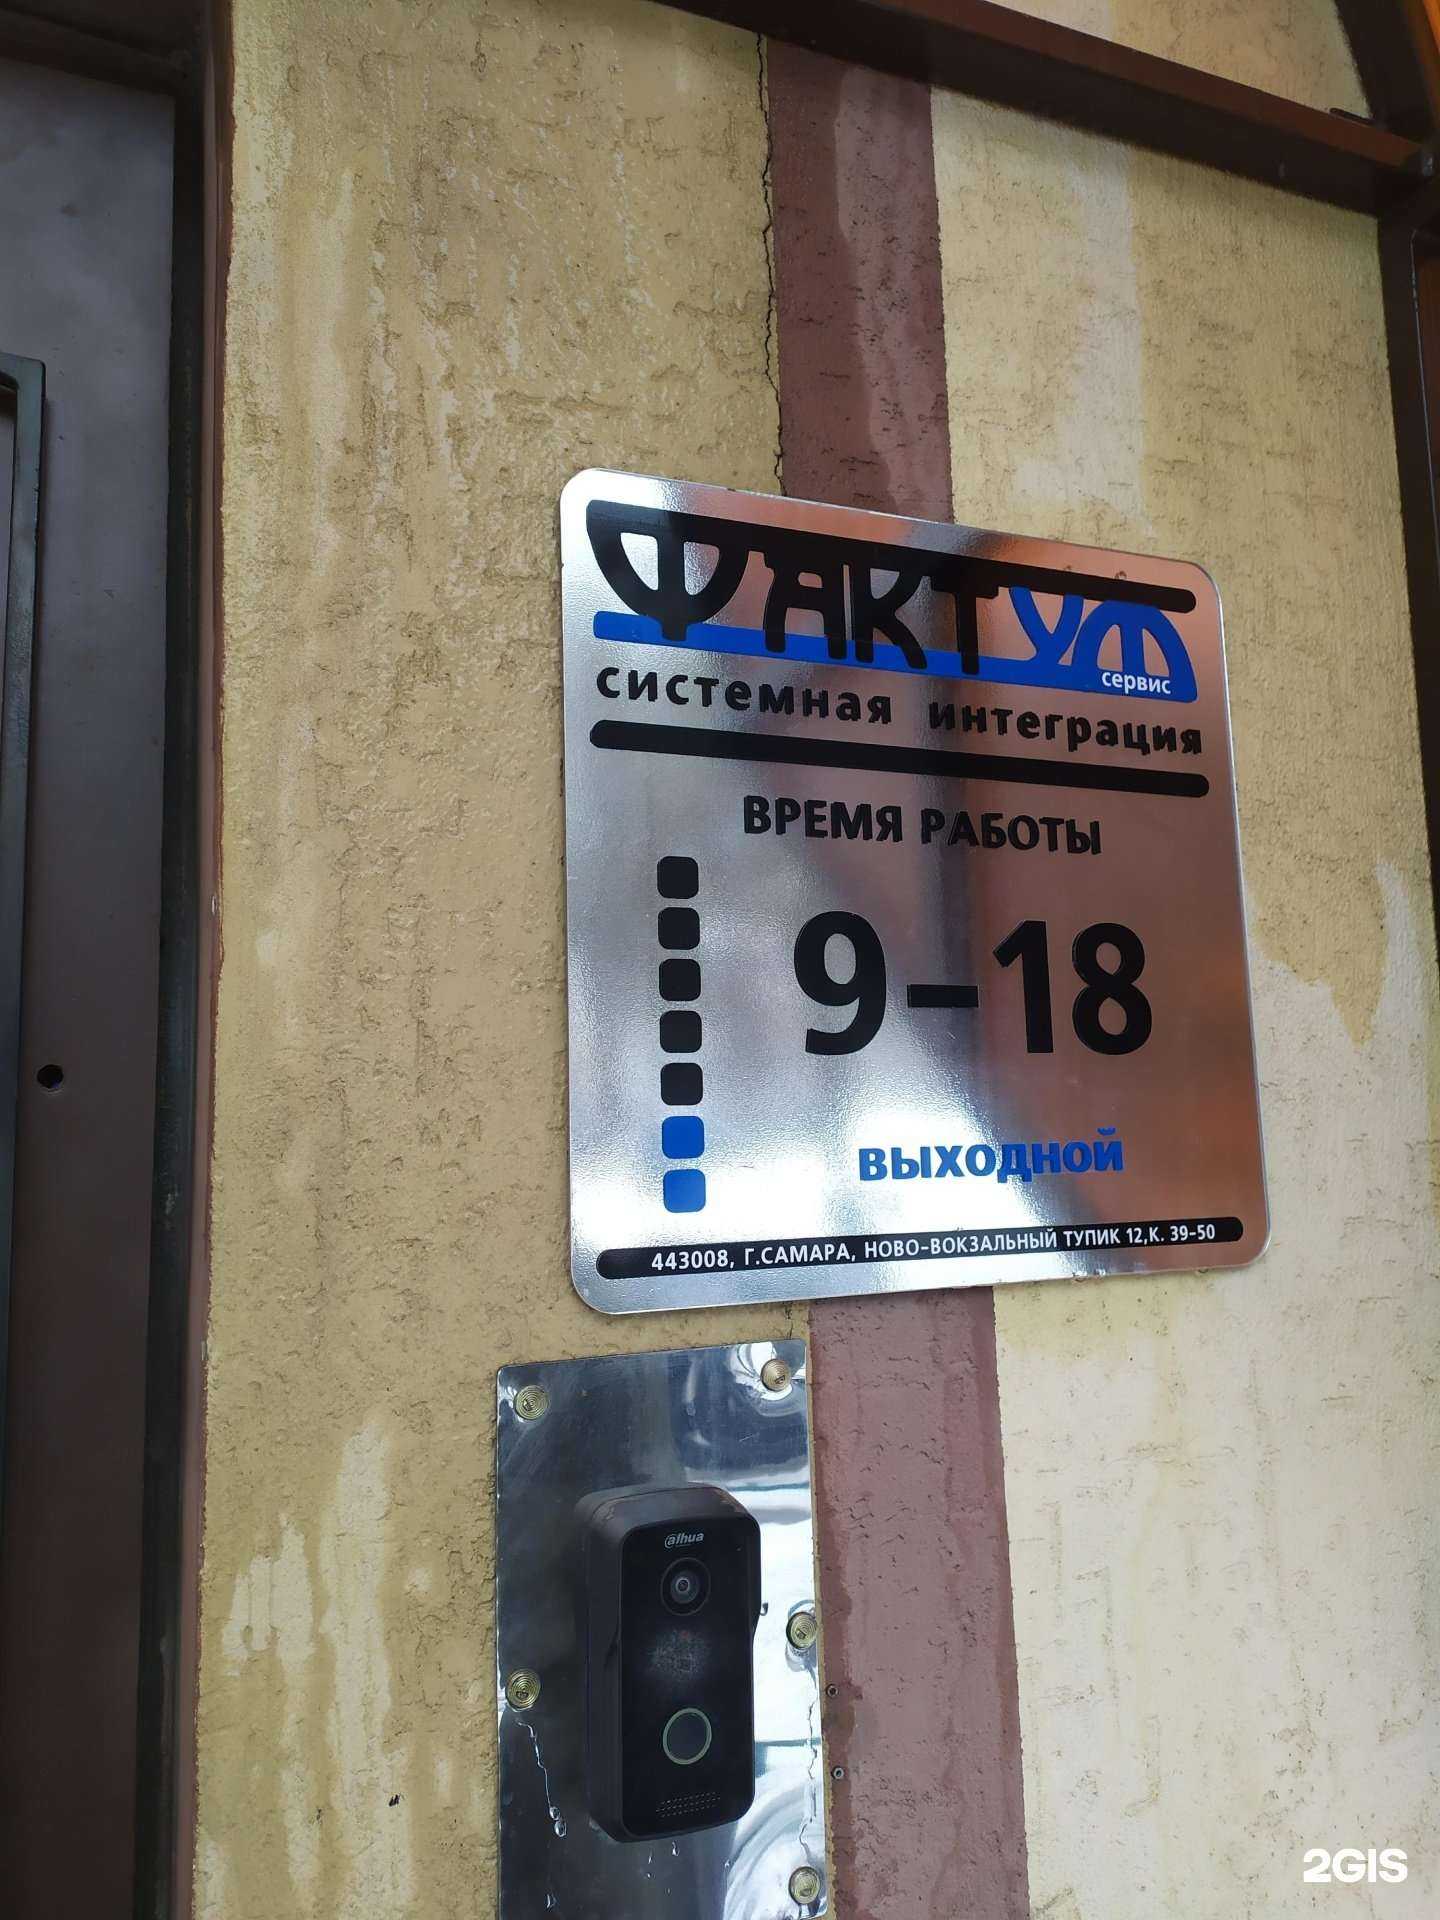 ФАКТУМ
сервис
системная интеграция
ВРЕМЯ РАБОТЫ
9-18
ВЫХОДНОЙ
443008, Г.САМАРА, НОВО-ВОКЗАЛЬНЫЙ ТУПИК 12,К. 39-50
alhua
2GIS